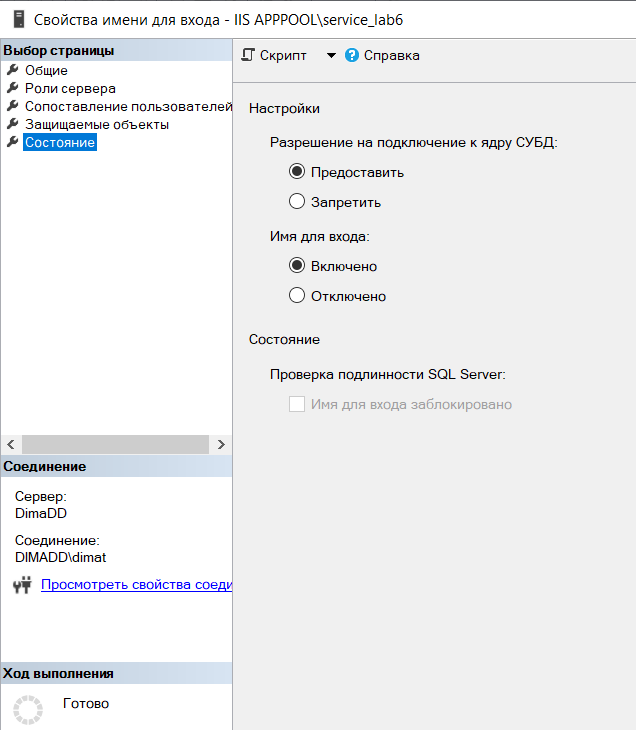 Свойства имени для входа - IIS APPPOOL\service_lab6
Выбор страницы
Общие
Роли сервера
Сопоставление пользователей
Защищаемые объекты
Состояние
Скрипт
Справка
Настройки
Разрешение на подключение к ядру СУБД:
Предоставить
Запретить
Имя для входа:
Включено
Отключено
Состояние
Проверка подлинности SQL Server:
Имя для входа заблокировано
Соединение
Сервер:
DimaDD
Соединение:
DIMADD\dimat
Просмотреть свойства соеди
Ход выполнения
Готово